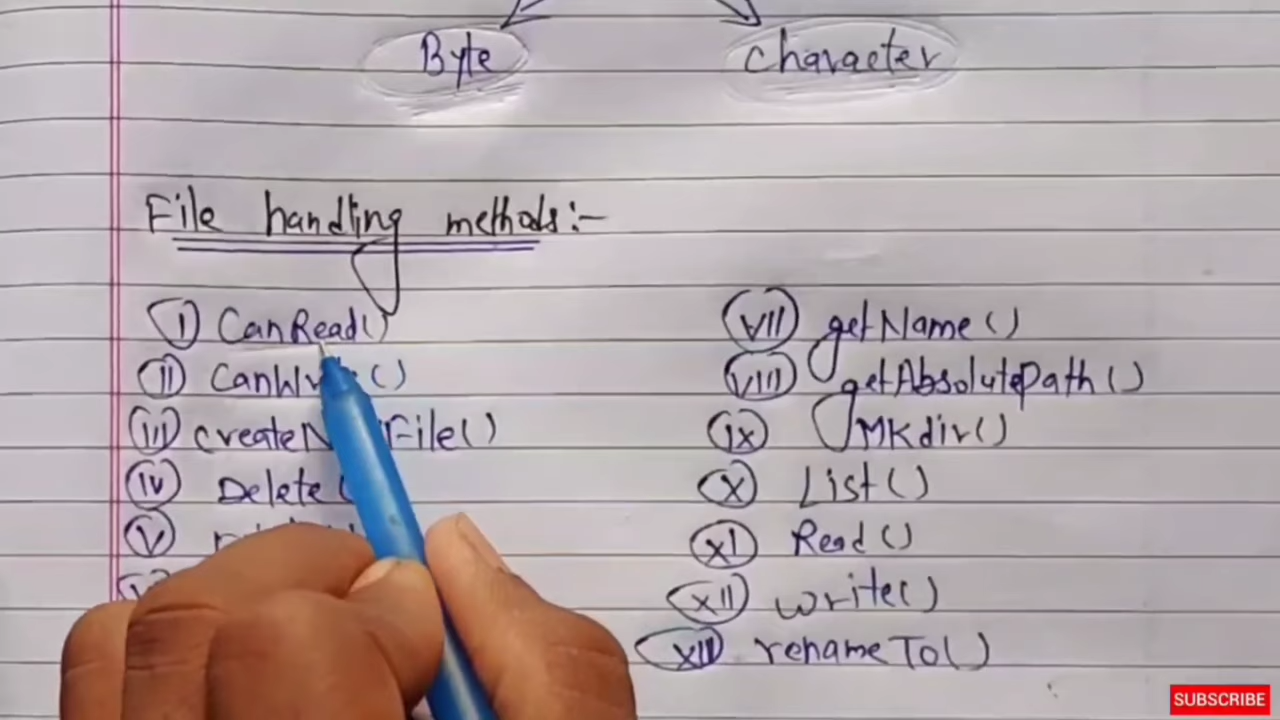 Byte
character
File handling methods:-
(i) CanRead()
(ii) ()
(iii) File()
(iv) Delete
(v)
(vii) getName()
(viii) getAbsolutePath()
(ix) MKdir()
(x) List()
(xi) Read()
(xii) write()
(xiii) renameTo()
SUBSCRIBE